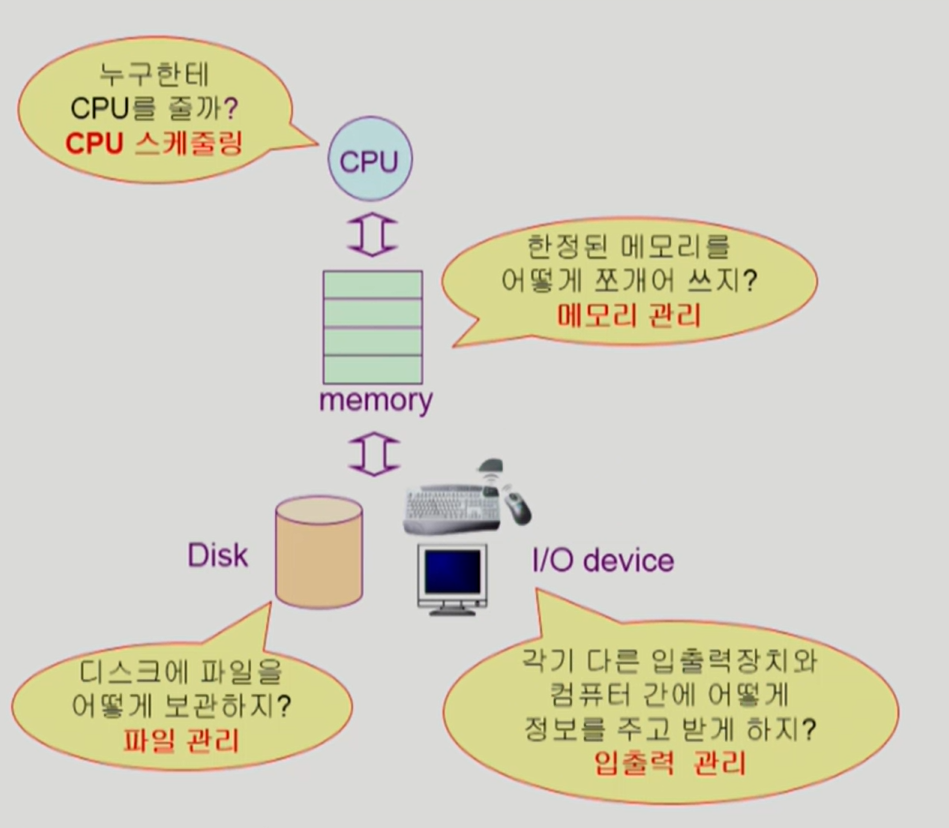 누구한테
CPU를 줄까?
CPU 스케줄링
CPU
한정된 메모리를
어떻게 쪼개어 쓰지?
메모리 관리
memory
Disk
I/O device
디스크에 파일을
어떻게 보관하지?
파일 관리
각기 다른 입출력장치와
컴퓨터 간에 어떻게
정보를 주고 받게 하지?
입출력 관리